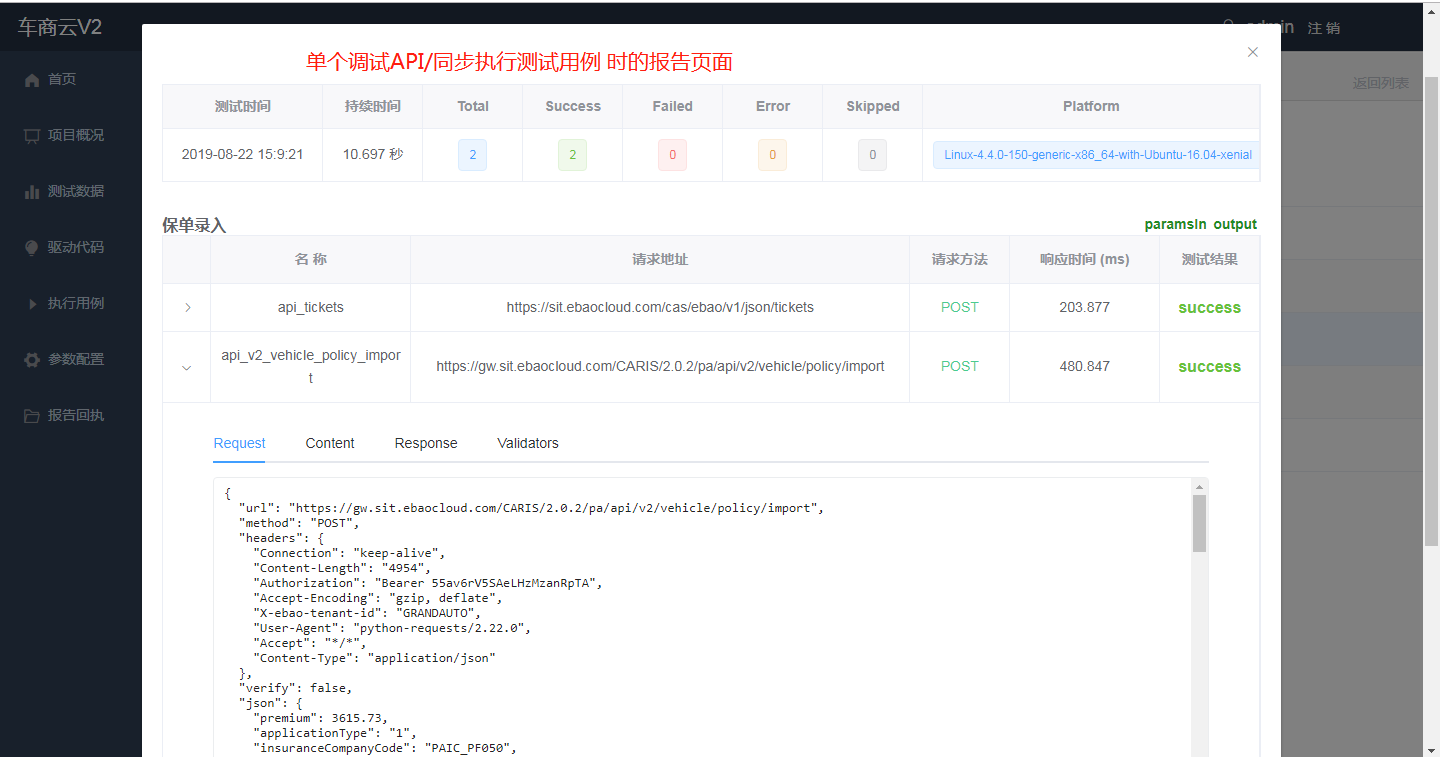 车商云V2
admin 注 销
首页
项目概况
测试数据
驱动代码
执行用例
参数配置
报告回执
返回列表
单个调试API/同步执行测试用例 时的报告页面
测试时间 持续时间 Total Success Failed Error Skipped Platform
2019-08-22 15:9:21 10.697 秒 2 2 0 0 0 Linux-4.4.0-150-generic-x86_64-with-Ubuntu-16.04-xenial
保单录入 paramsIn output
名 称 请求地址 请求方法 响应时间 (ms) 测试结果
api_tickets https://sit.ebaocloud.com/cas/ebao/v1/json/tickets POST 203.877 success
api_v2_vehicle_policy_impor
t https://gw.sit.ebaocloud.com/CARIS/2.0.2/pa/api/v2/vehicle/policy/import POST 480.847 success
Request Content Response Validators
{
"url": "https://gw.sit.ebaocloud.com/CARIS/2.0.2/pa/api/v2/vehicle/policy/import",
"method": "POST",
"headers": {
"Connection": "keep-alive",
"Content-Length": "4954",
"Authorization": "Bearer 55av6rV5SAeLHzMzanRpTA",
"Accept-Encoding": "gzip, deflate",
"X-ebao-tenant-id": "GRANDAUTO",
"User-Agent": "python-requests/2.22.0",
"Accept": "*/*",
"Content-Type": "application/json"
},
"verify": false,
"json": {
"premium": 3615.73,
"applicationType": "1",
"insuranceCompanyCode": "PAIC_PF050",